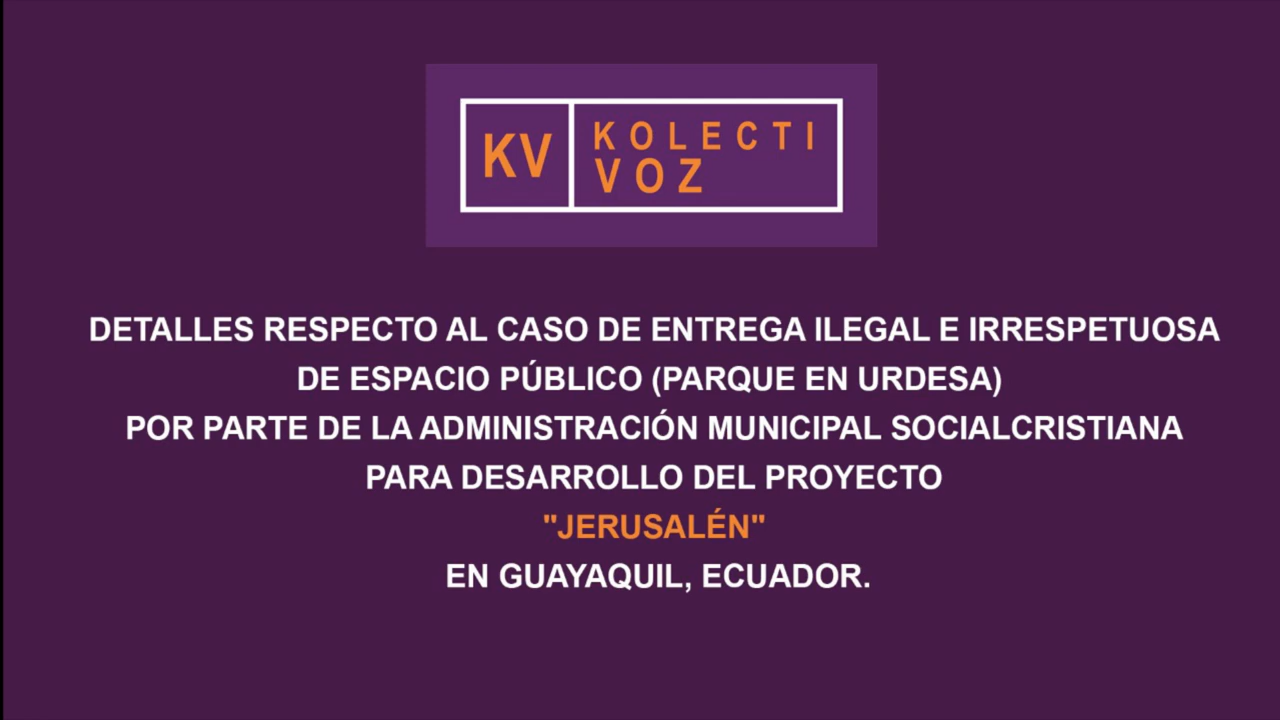 KV
KOLECTI
VOZ
DETALLES RESPECTO AL CASO DE ENTREGA ILEGAL E IRRESPETUOSA
DE ESPACIO PÚBLICO (PARQUE EN URDESA)
POR PARTE DE LA ADMINISTRACIÓN MUNICIPAL SOCIALCRISTIANA
PARA DESARROLLO DEL PROYECTO
"JERUSALÉN"
EN GUAYAQUIL, ECUADOR.